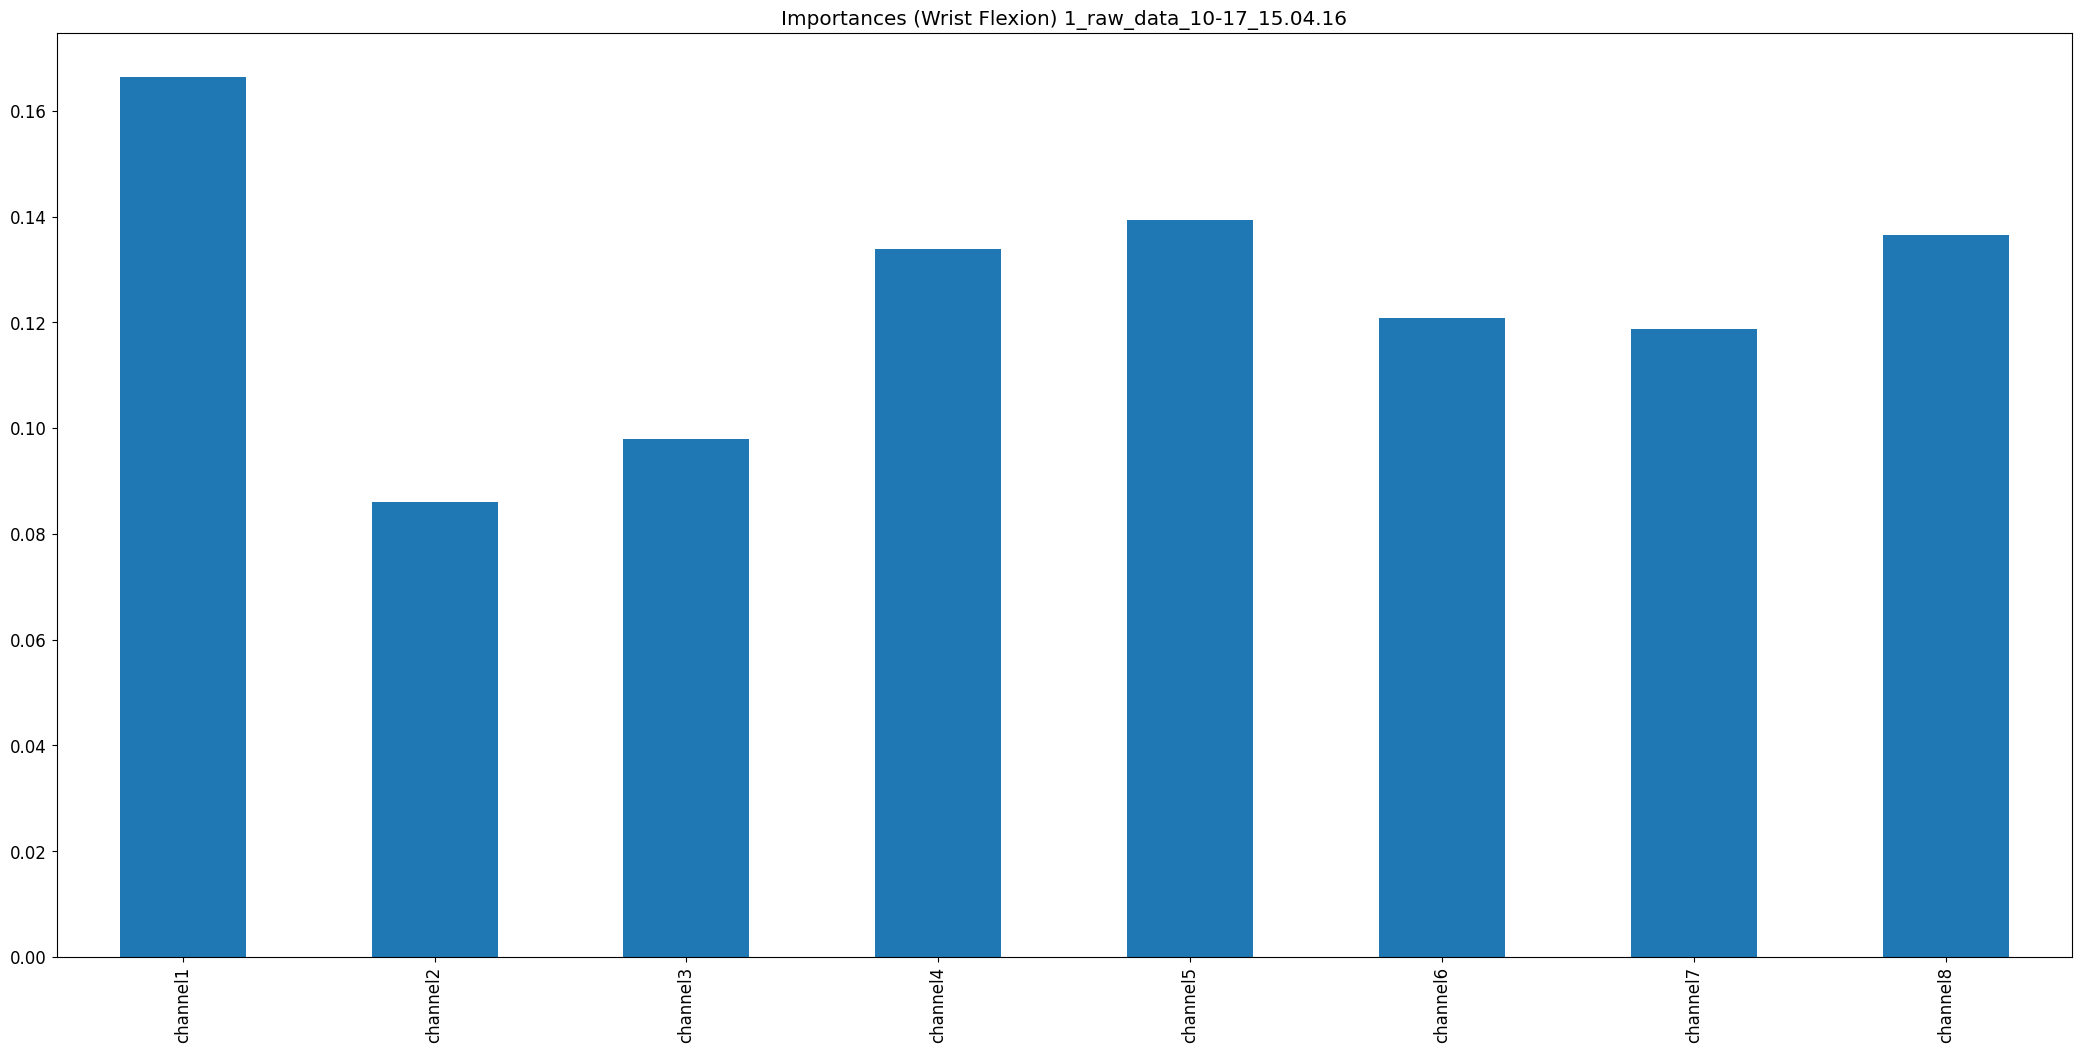 Importances (Wrist Flexion) 1_raw_data_10-17_15.04.16
0.16
0.14
0.12
0.10
0.08
0.06
0.04
0.02
0.00
channel1
channel2
channel3
channel4
channel5
channel6
channel7
channel8